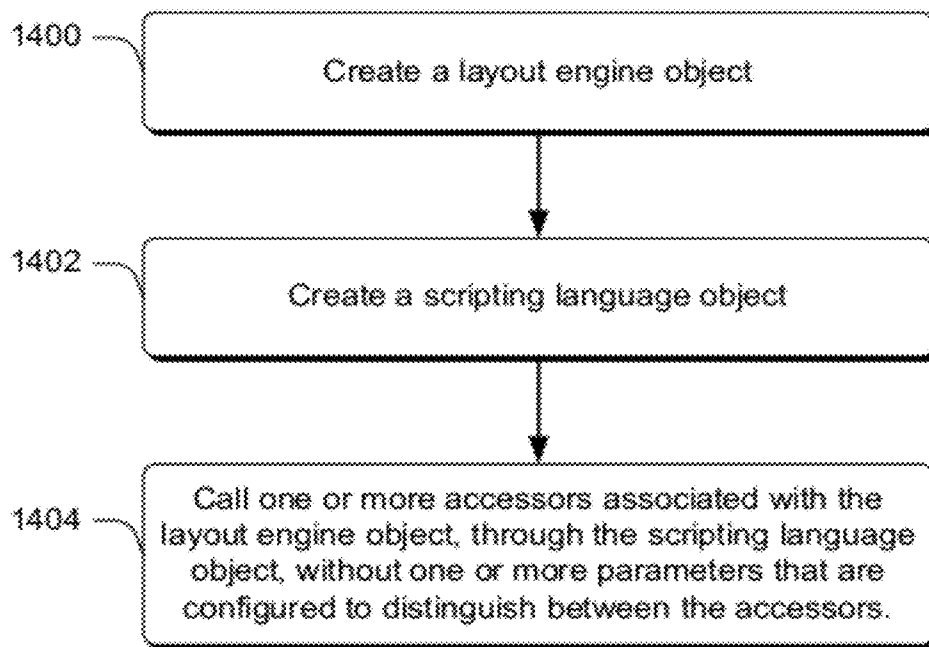 1400
Create a layout engine object
1402
Create a scripting language object
1404
Call one or more accessors associated with the
layout engine object, through the scripting language
object, without one or more parameters that are
configured to distinguish between the accessors.